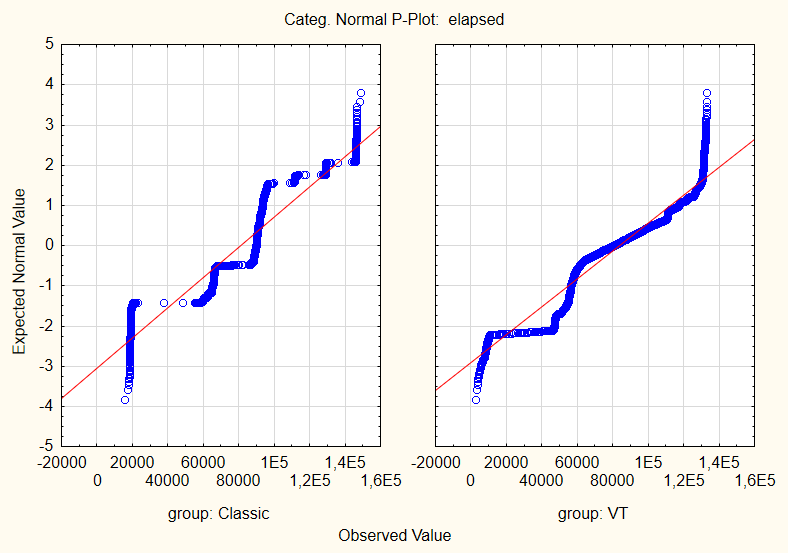 Categ. Normal P-Plot:  elapsed
Expected Normal Value
5
4
3
2
1
0
-1
-2
-3
-4
-5
-20000 20000 60000 1E5 1,4E5
0 40000 80000 1,2E5 1,6E5
group: Classic
-20000 20000 60000 1E5 1,4E5
0 40000 80000 1,2E5 1,6E5
group: VT
Observed Value